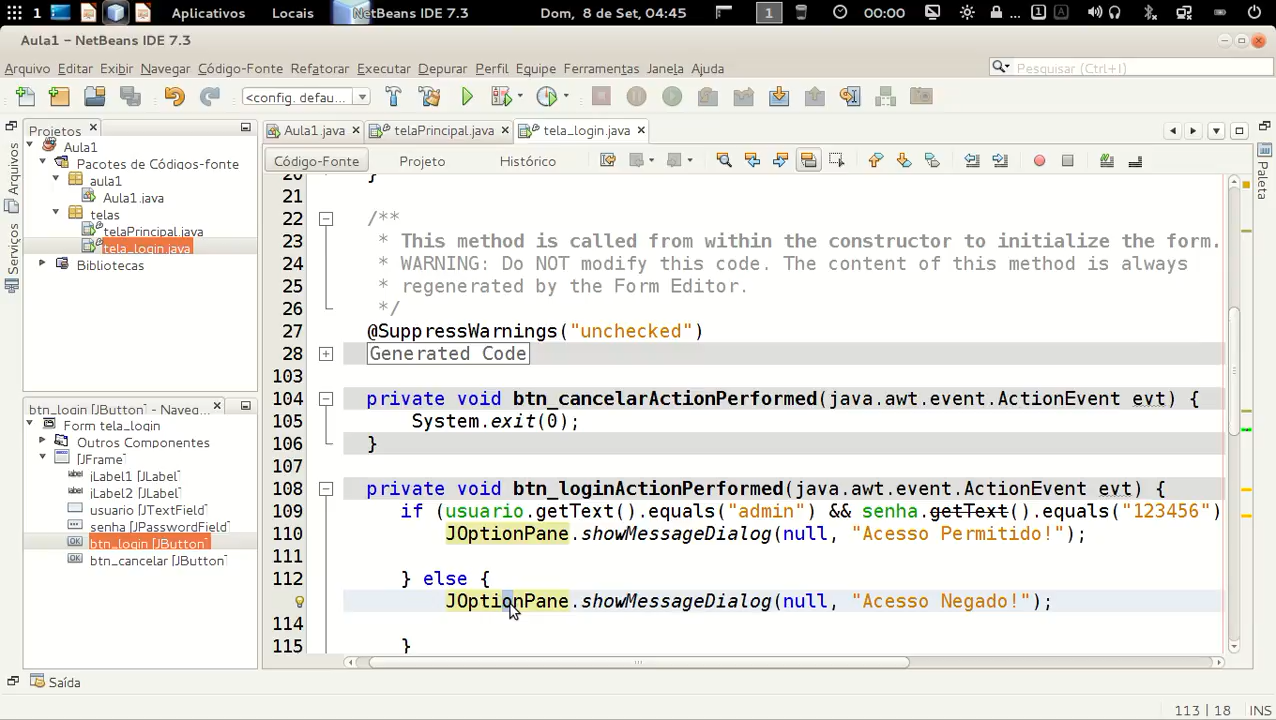 Aplicativos Locais NetBeans IDE 7.3 Dom, 8 de Set, 04:45 1 00:00 ... 1
Aula1 – NetBeans IDE 7.3
Arquivo Editar Exibir Navegar Código-Fonte Refatorar Executar Depurar Perfil Equipe Ferramentas Janela Ajuda Pesquisar (Ctrl+I)
<config. defau...
Projetos
Aula1
Pacotes de Códigos-fonte
aula1
Aula1.java
telas
telaPrincipal.java
tela_login.java
Bibliotecas
Arquivos
Serviços
btn_login [JButton] - Naveg...
Form tela_login
Outros Componentes
[JFrame]
jLabel1 [JLabel]
jLabel2 [JLabel]
usuario [JTextField]
senha [JPasswordField]
btn_login [JButton]
btn_cancelar [JButton]
Aula1.java telaPrincipal.java tela_login.java
Código-Fonte Projeto Histórico
20 }
21
22 /**
23 * This method is called from within the constructor to initialize the form.
24 * WARNING: Do NOT modify this code. The content of this method is always
25 * regenerated by the Form Editor.
26 */
27 @SuppressWarnings("unchecked")
28 Generated Code
103
104 private void btn_cancelarActionPerformed(java.awt.event.ActionEvent evt) {
105 System.exit(0);
106 }
107
108 private void btn_loginActionPerformed(java.awt.event.ActionEvent evt) {
109 if (usuario.getText().equals("admin") && senha.getText().equals("123456")
110 JOptionPane.showMessageDialog(null, "Acesso Permitido!");
111
112 } else {
JOptionPane.showMessageDialog(null, "Acesso Negado!");
114
115 }
Paleta
Saída
113 | 18 INS